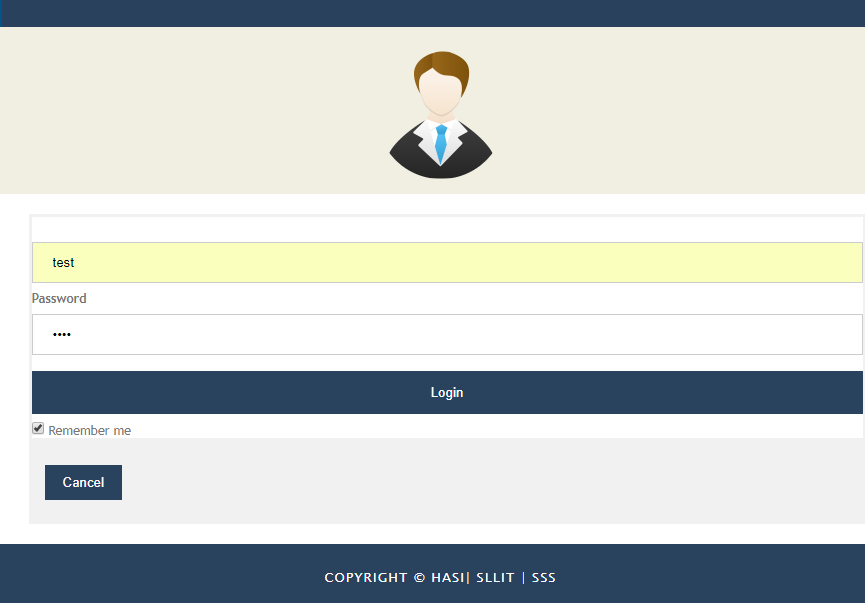 test
Password
••••
Login
Remember me
Cancel
COPYRIGHT © HASI| SLLIT | SSS